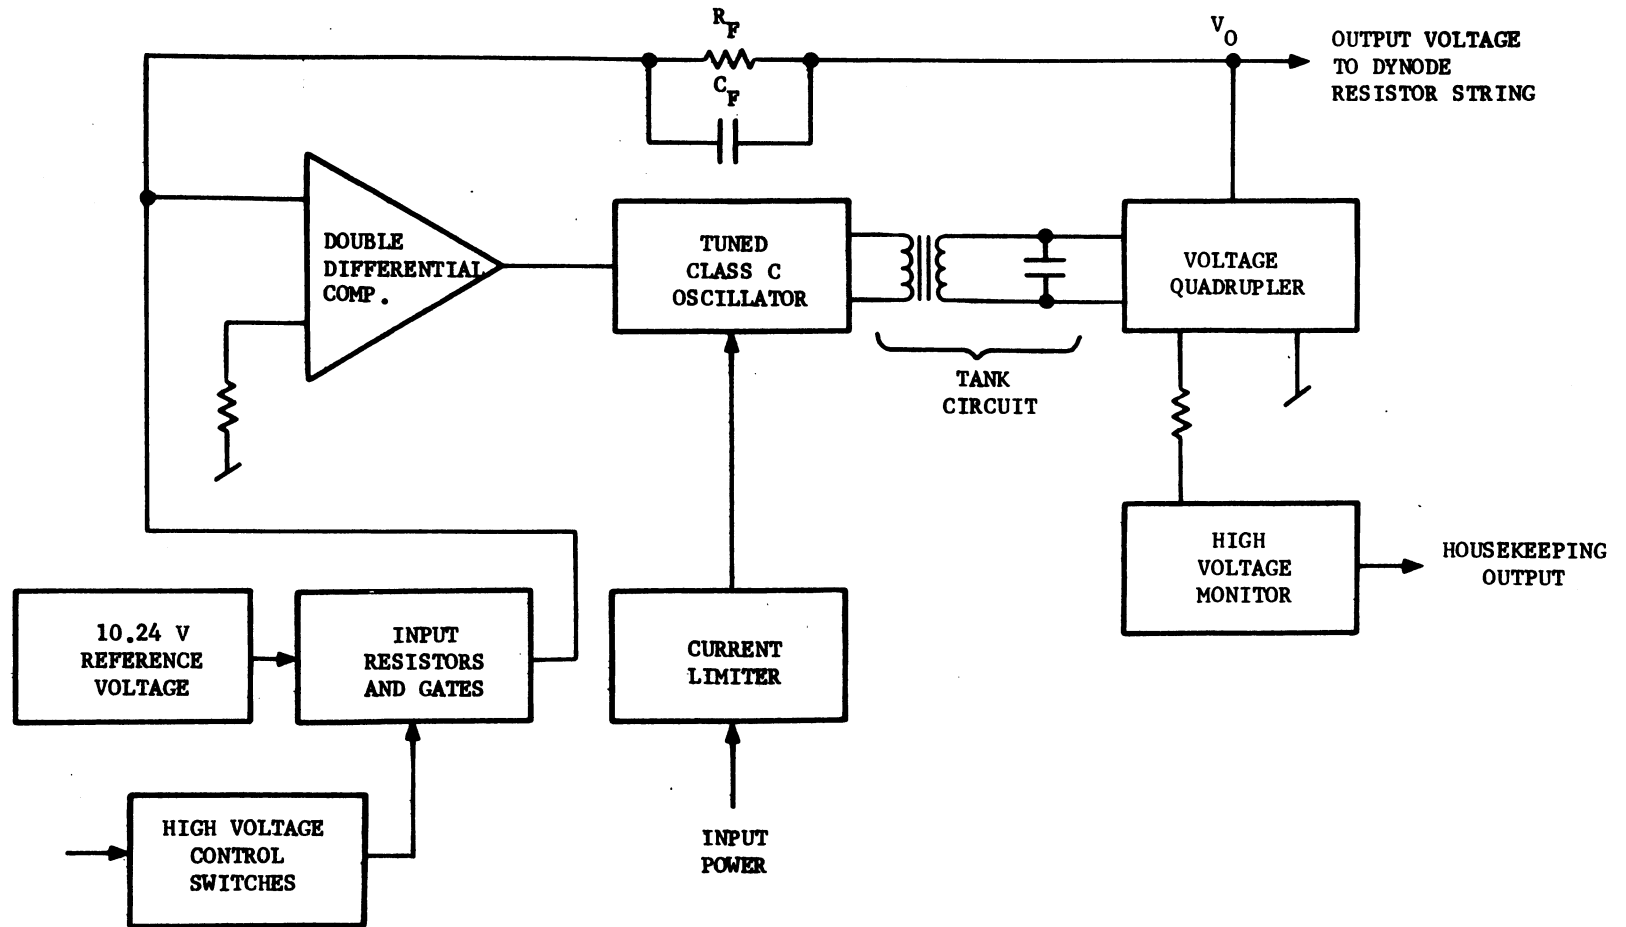 R_F
C_F
V_O
OUTPUT VOLTAGE
TO DYNODE
RESISTOR STRING
DOUBLE
DIFFERENTIAL
COMP.
TUNED
CLASS C
OSCILLATOR
VOLTAGE
QUADRUPLER
TANK
CIRCUIT
HIGH
VOLTAGE
MONITOR
HOUSEKEEPING
OUTPUT
10.24 V
REFERENCE
VOLTAGE
INPUT
RESISTORS
AND GATES
CURRENT
LIMITER
HIGH VOLTAGE
CONTROL
SWITCHES
INPUT
POWER